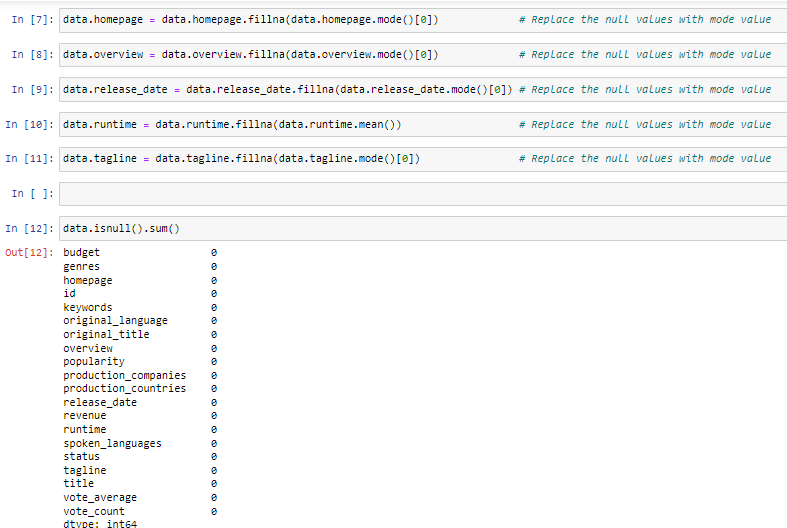 In [7]: data.homepage = data.homepage.fillna(data.homepage.mode()[0]) # Replace the null values with mode value
In [8]: data.overview = data.overview.fillna(data.overview.mode()[0]) # Replace the null values with mode value
In [9]: data.release_date = data.release_date.fillna(data.release_date.mode()[0]) # Replace the null values with mode value
In [10]: data.runtime = data.runtime.fillna(data.runtime.mean()) # Replace the null values with mode value
In [11]: data.tagline = data.tagline.fillna(data.tagline.mode()[0]) # Replace the null values with mode value
In [ ]:
In [12]: data.isnull().sum()
Out[12]: budget 0
genres 0
homepage 0
id 0
keywords 0
original_language 0
original_title 0
overview 0
popularity 0
production_companies 0
production_countries 0
release_date 0
revenue 0
runtime 0
spoken_languages 0
status 0
tagline 0
title 0
vote_average 0
vote_count 0
dtype: int64